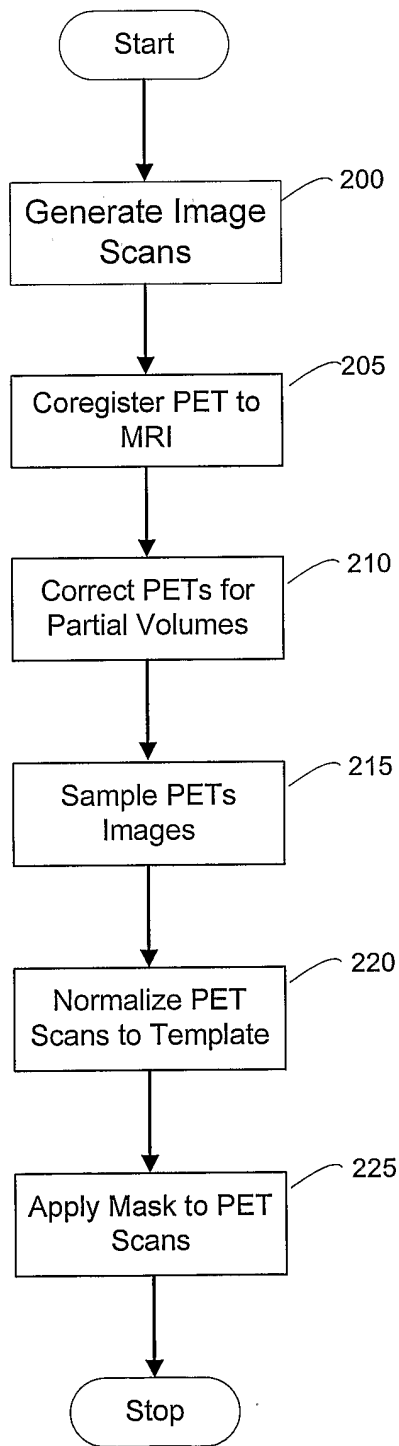 Start
200
Generate Image
Scans
205
Coregister PET to
MRI
210
Correct PETs for
Partial Volumes
215
Sample PETs
Images
220
Normalize PET
Scans to Template
225
Apply Mask to PET
Scans
Stop